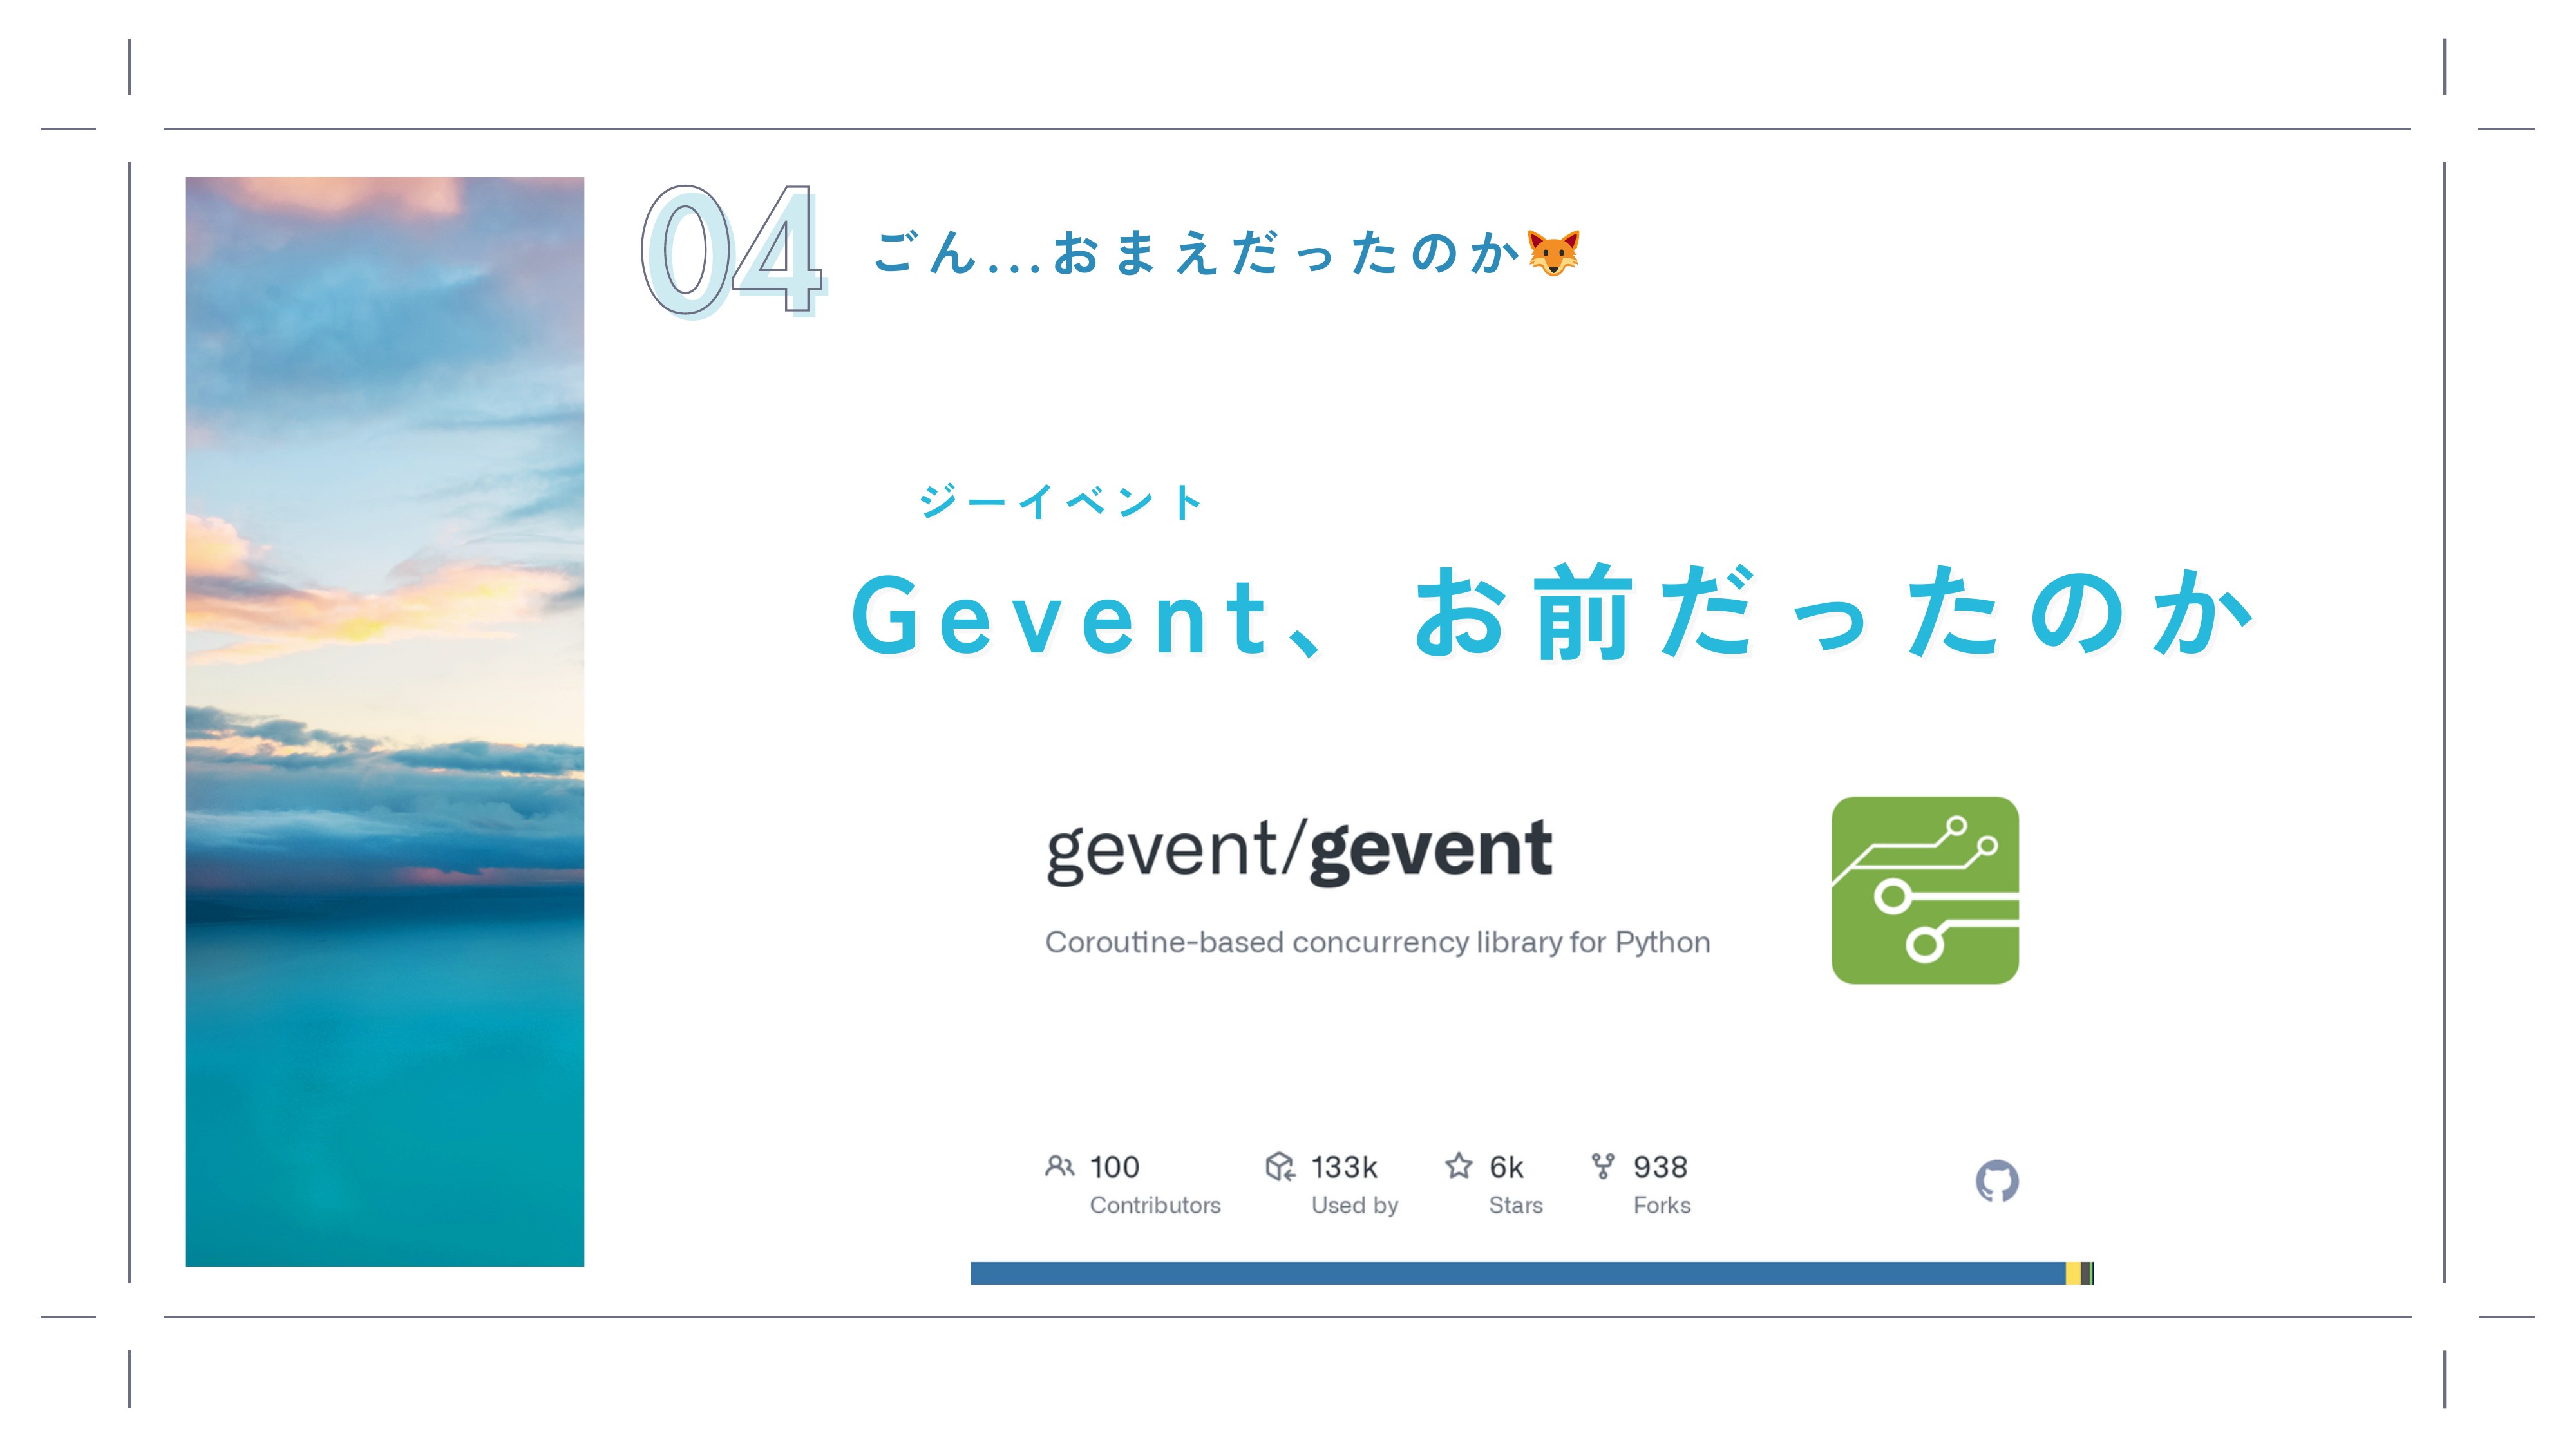 04
ごん...おまえだったのか🦊
ジーイベント
Gevent、お前だったのか
gevent/gevent
Coroutine-based concurrency library for Python
100 133k 6k 938
Contributors Used by Stars Forks